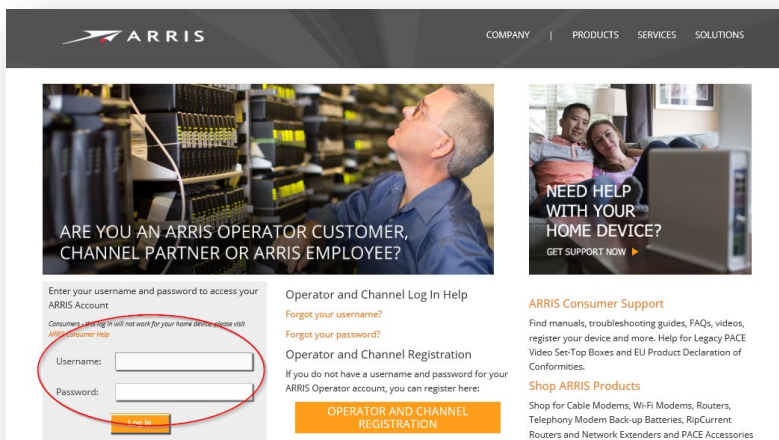 ARRIS
COMPANY | PRODUCTS SERVICES SOLUTIONS
ARE YOU AN ARRIS OPERATOR CUSTOMER,
CHANNEL PARTNER OR ARRIS EMPLOYEE?
NEED HELP
WITH YOUR
HOME DEVICE?
GET SUPPORT NOW
Enter your username and password to access your
ARRIS Account
Consumers - this log in will not work for your home device, please visit
ARRIS Consumer Help
Username:
Password:
Log In
Operator and Channel Log In Help
Forgot your username?
Forgot your password?
Operator and Channel Registration
If you do not have a username and password for your
ARRIS Operator account, you can register here:
OPERATOR AND CHANNEL
REGISTRATION
ARRIS Consumer Support
Find manuals, troubleshooting guides, FAQs, videos,
register your device and more. Help for Legacy PACE
Video Set-Top Boxes and EU Product Declaration of
Conformities.
Shop ARRIS Products
Shop for Cable Modems, Wi-Fi Modems, Routers,
Telephony Modem Back-up Batteries, RipCurrent
Routers and Network Extenders and PACE Accessories